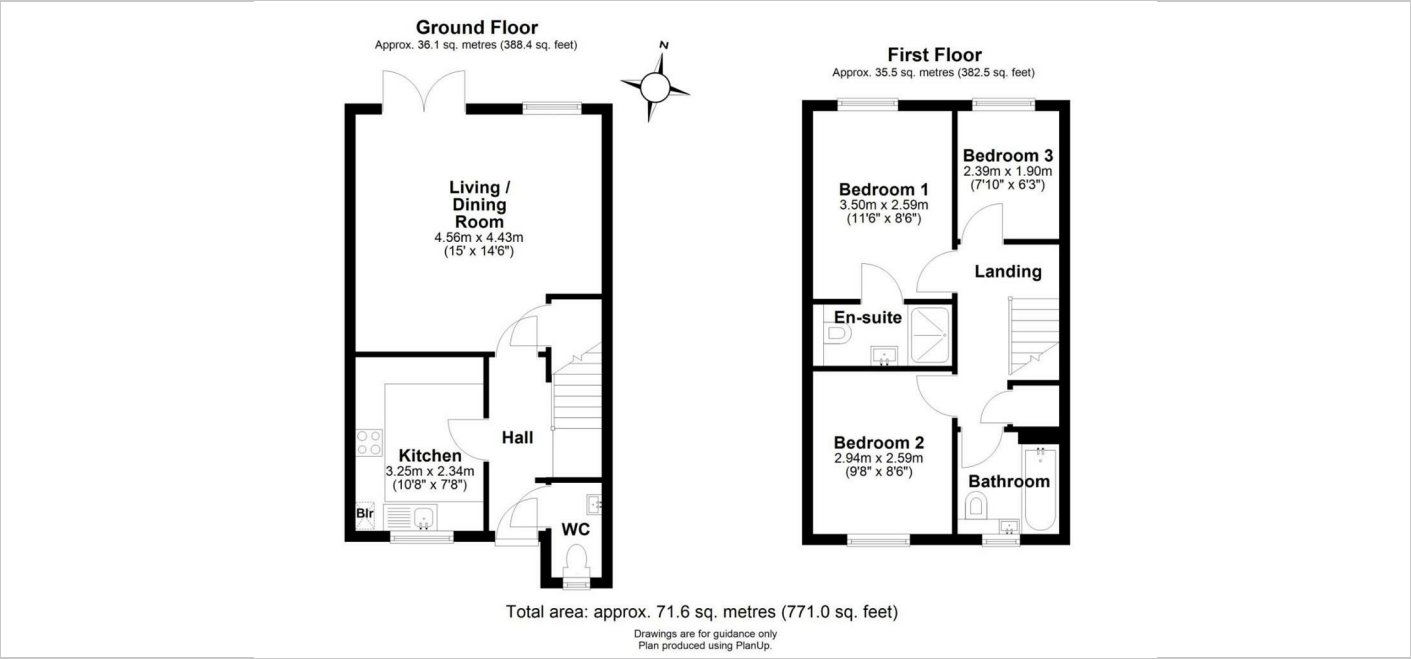 Ground Floor
Approx. 36.1 sq. metres (388.4 sq. feet)
N
Living /
Dining
Room
4.56m x 4.43m
(15' x 14'6")
Kitchen
3.25m x 2.34m
(10'8" x 7'8")
Hall
Blr
WC
First Floor
Approx. 35.5 sq. metres (382.5 sq. feet)
Bedroom 1
3.50m x 2.59m
(11'6" x 8'6")
Bedroom 3
2.39m x 1.90m
(7'10" x 6'3")
Landing
En-suite
Bedroom 2
2.94m x 2.59m
(9'8" x 8'6")
Bathroom
Total area: approx. 71.6 sq. metres (771.0 sq. feet)
Drawings are for guidance only
Plan produced using PlanUp.